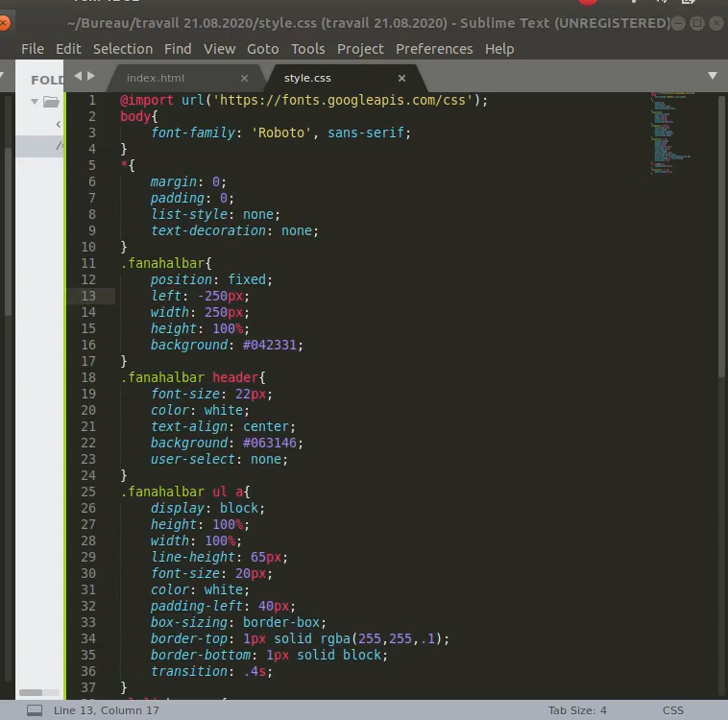 ~/Bureau/travail 21.08.2020/style.css (travail 21.08.2020) - Sublime Text (UNREGISTERED)
File Edit Selection Find View Goto Tools Project Preferences Help
FOLD
index.html × style.css ×
1 @import url('https://fonts.googleapis.com/css');
2 body{
3 font-family: 'Roboto', sans-serif;
4 }
5 *{
6 margin: 0;
7 padding: 0;
8 list-style: none;
9 text-decoration: none;
10 }
11 .fanahalbar{
12 position: fixed;
13 left: -250px;
14 width: 250px;
15 height: 100%;
16 background: #042331;
17 }
18 .fanahalbar header{
19 font-size: 22px;
20 color: white;
21 text-align: center;
22 background: #063146;
23 user-select: none;
24 }
25 .fanahalbar ul a{
26 display: block;
27 height: 100%;
28 width: 100%;
29 line-height: 65px;
30 font-size: 20px;
31 color: white;
32 padding-left: 40px;
33 box-sizing: border-box;
34 border-top: 1px solid rgba(255,255,.1);
35 border-bottom: 1px solid block;
36 transition: .4s;
37 }
Line 13, Column 17 Tab Size: 4 CSS